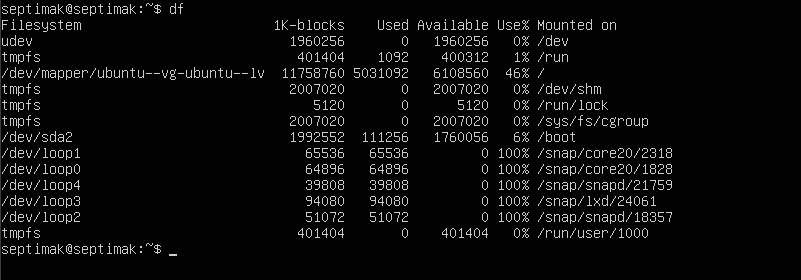 septimak@septimak:~$ df
Filesystem                        1K-blocks    Used Available Use% Mounted on
udev                                1960256       0   1960256   0% /dev
tmpfs                                401404    1092    400312   1% /run
/dev/mapper/ubuntu--vg-ubuntu--lv  11758760 5031092   6108560  46% /
tmpfs                               2007020       0   2007020   0% /dev/shm
tmpfs                                  5120       0      5120   0% /run/lock
tmpfs                               2007020       0   2007020   0% /sys/fs/cgroup
/dev/sda2                           1992552  111256   1760056   6% /boot
/dev/loop1                            65536   65536         0 100% /snap/core20/2318
/dev/loop0                            64896   64896         0 100% /snap/core20/1828
/dev/loop4                            39808   39808         0 100% /snap/snapd/21759
/dev/loop3                            94080   94080         0 100% /snap/lxd/24061
/dev/loop2                            51072   51072         0 100% /snap/snapd/18357
tmpfs                                401404       0    401404   0% /run/user/1000
septimak@septimak:~$ _